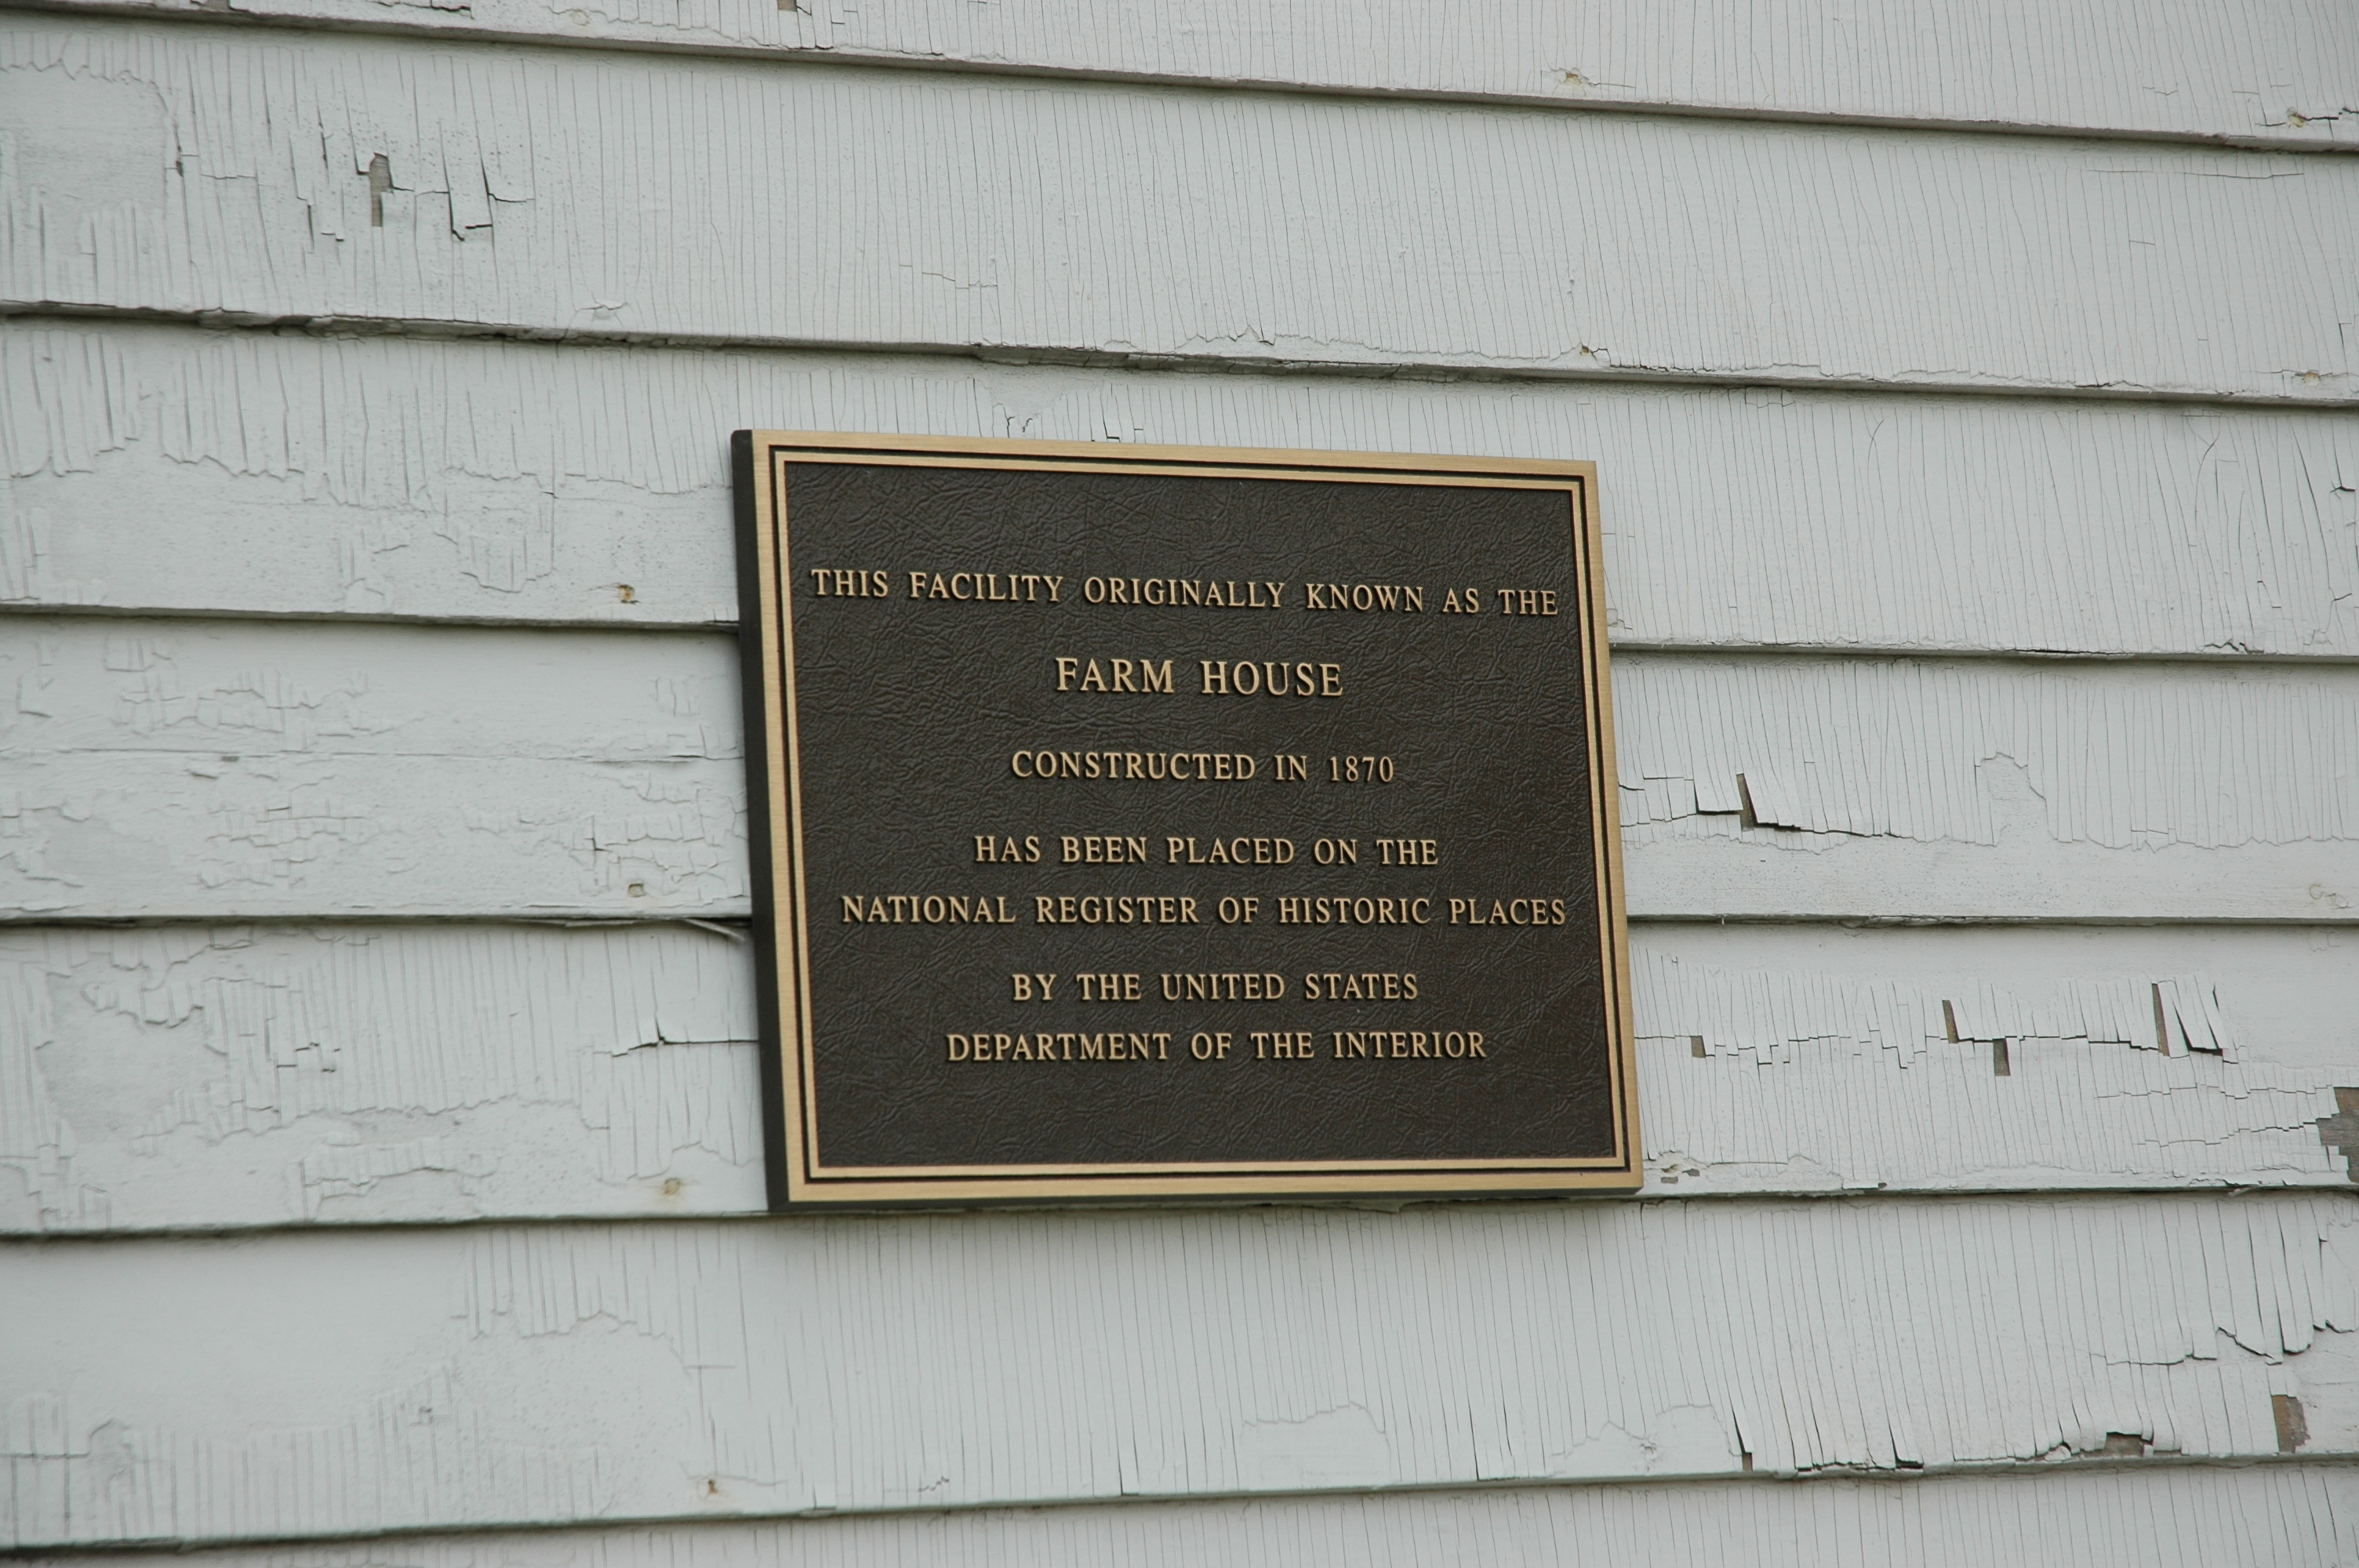 THIS FACILITY ORIGINALLY KNOWN AS THE
FARM HOUSE
CONSTRUCTED IN 1870
HAS BEEN PLACED ON THE
NATIONAL REGISTER OF HISTORIC PLACES
BY THE UNITED STATES
DEPARTMENT OF THE INTERIOR